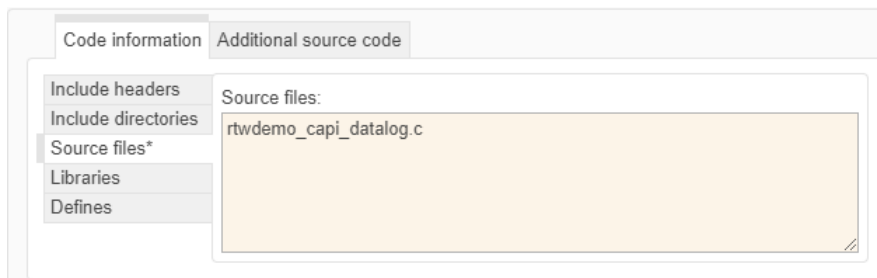 Code information
Additional source code
Include headers
Include directories
Source files*
Libraries
Defines
Source files:
rtwdemo_capi_datalog.c